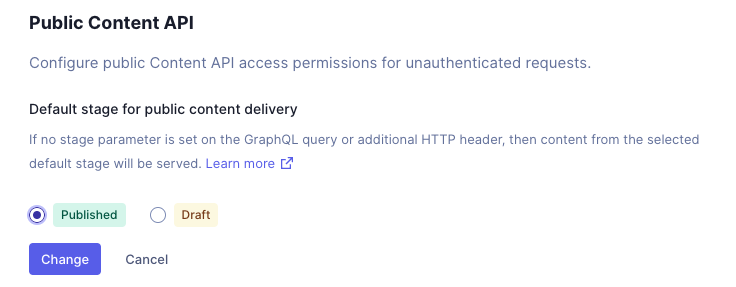 Public Content API
Configure public Content API access permissions for unauthenticated requests.
Default stage for public content delivery
If no stage parameter is set on the GraphQL query or additional HTTP header, then content from the selected
default stage will be served. Learn more
Published Draft
Change Cancel